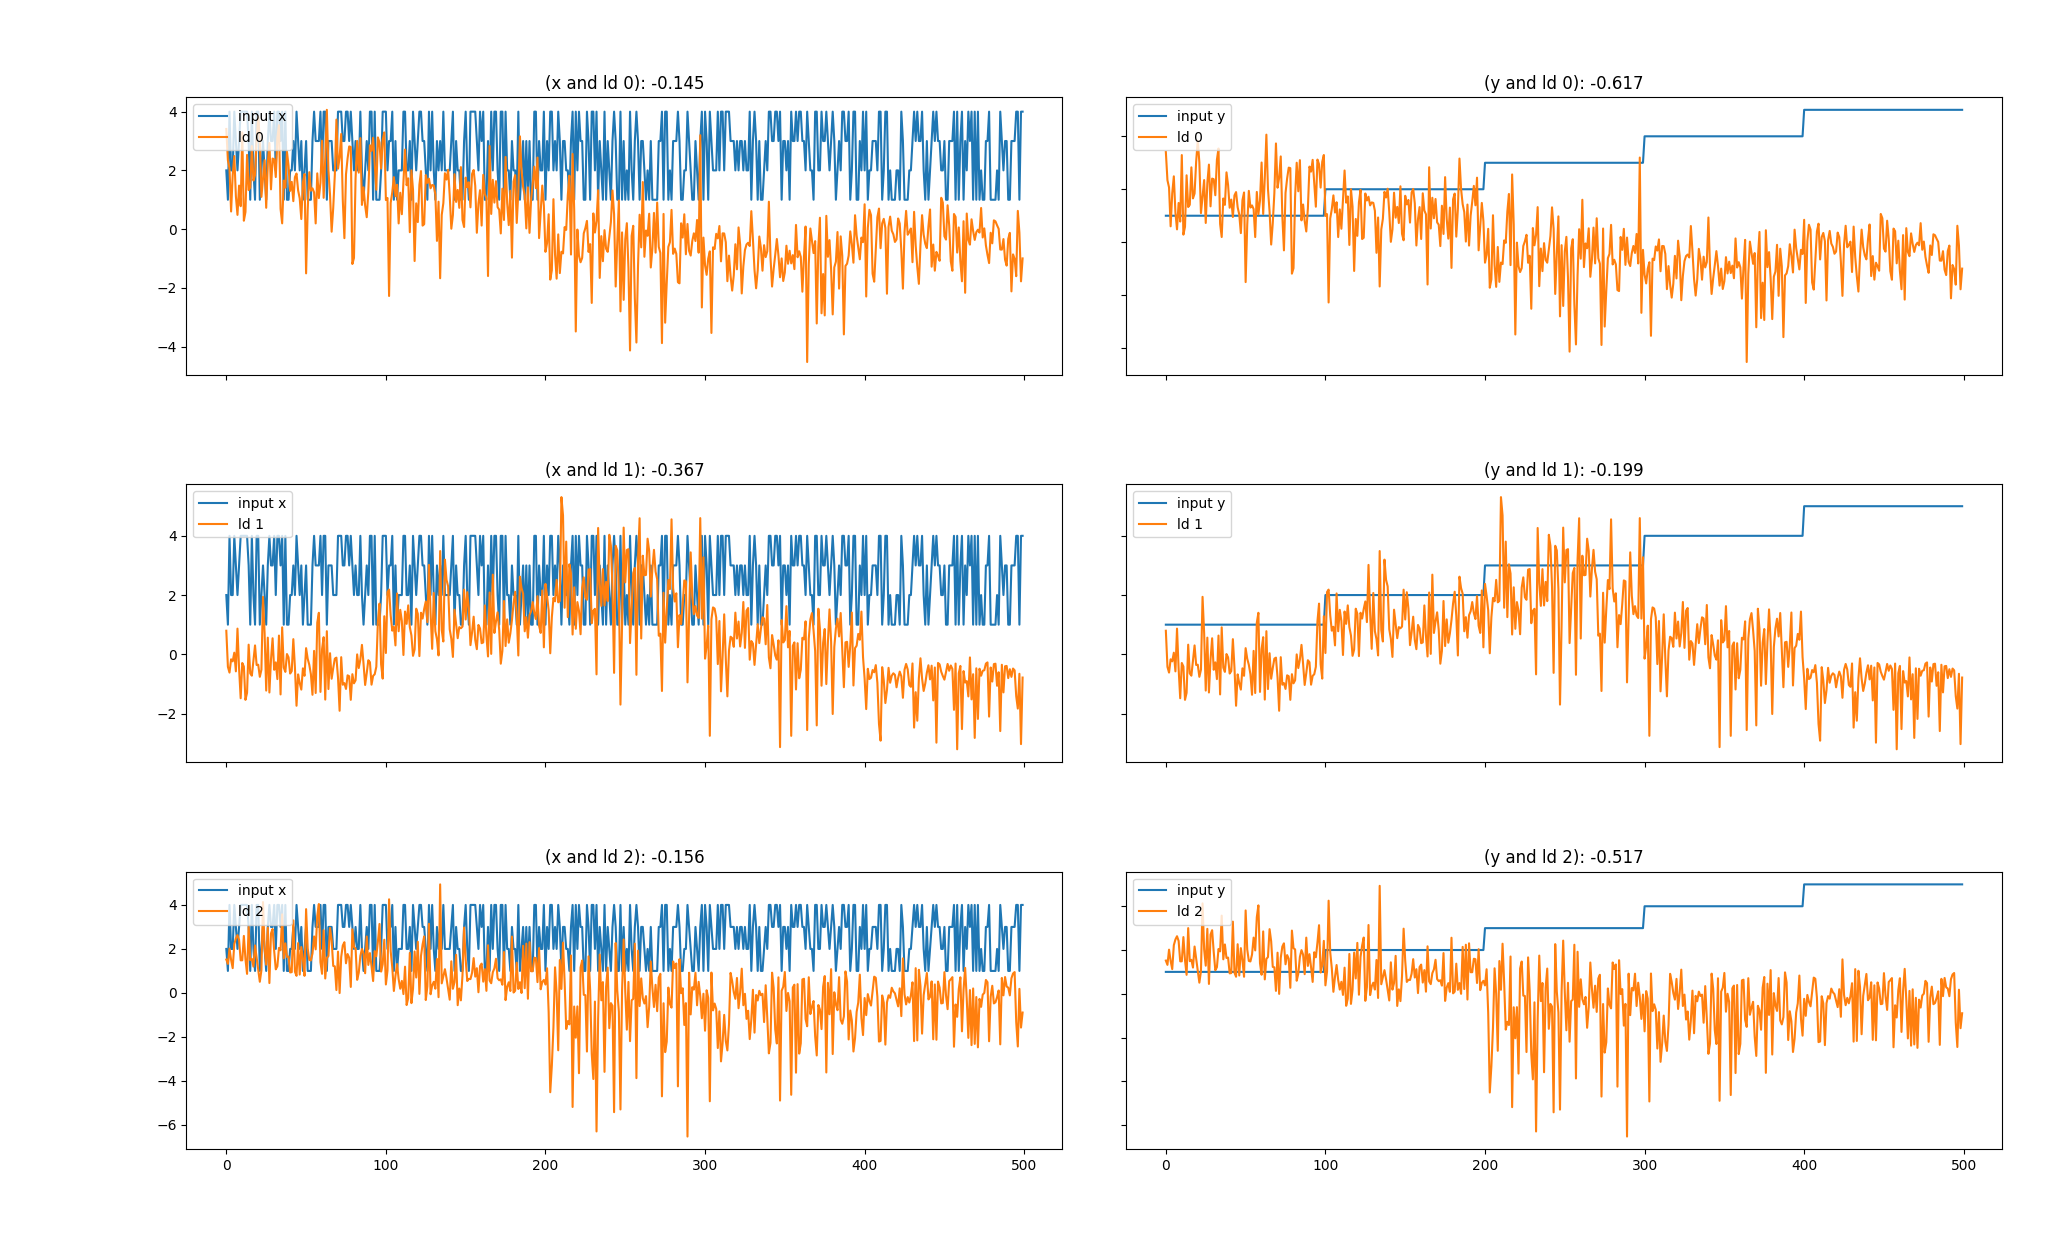 (x and ld 0): -0.145
input x
ld 0
4
2
0
−2
−4
(y and ld 0): -0.617
input y
ld 0
(x and ld 1): -0.367
input x
ld 1
4
2
0
−2
(y and ld 1): -0.199
input y
ld 1
(x and ld 2): -0.156
input x
ld 2
4
2
0
−2
−4
−6
0 100 200 300 400 500
(y and ld 2): -0.517
input y
ld 2
0 100 200 300 400 500